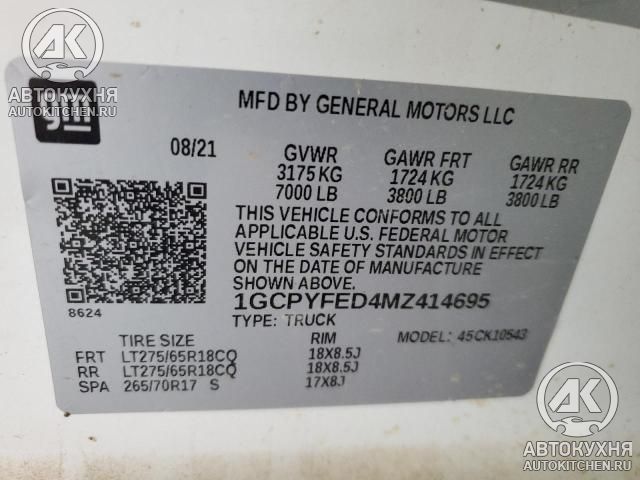 AK
АВТОКУХНЯ
AUTOKITCHEN.RU
gm
MFD BY GENERAL MOTORS LLC
08/21 GVWR GAWR FRT GAWR RR
3175 KG 1724 KG 1724 KG
7000 LB 3800 LB 3800 LB
THIS VEHICLE CONFORMS TO ALL
APPLICABLE U.S. FEDERAL MOTOR
VEHICLE SAFETY STANDARDS IN EFFECT
ON THE DATE OF MANUFACTURE
SHOWN ABOVE.
8624
1GCPYFED4MZ414695
TYPE: TRUCK MODEL: 45CK10543
TIRE SIZE RIM
FRT LT275/65R18CQ 18X8.5J
RR LT275/65R18CQ 18X8.5J
SPA 265/70R17 S 17X8J
AK
АВТОКУХНЯ
AUTOKITCHEN.RU